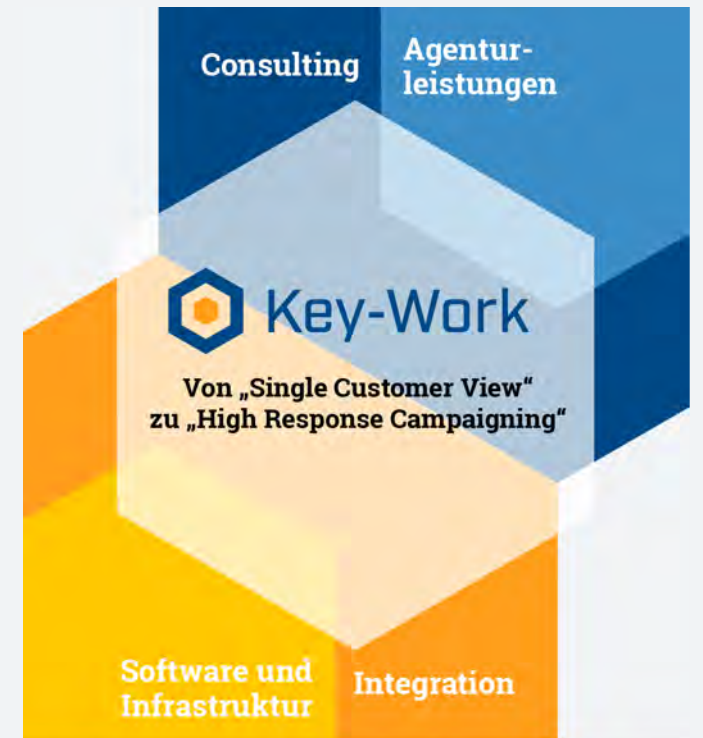 Consulting
Agentur-
leistungen
Key-Work
Von „Single Customer View“
zu „High Response Campaigning“
Software und
Infrastruktur
Integration